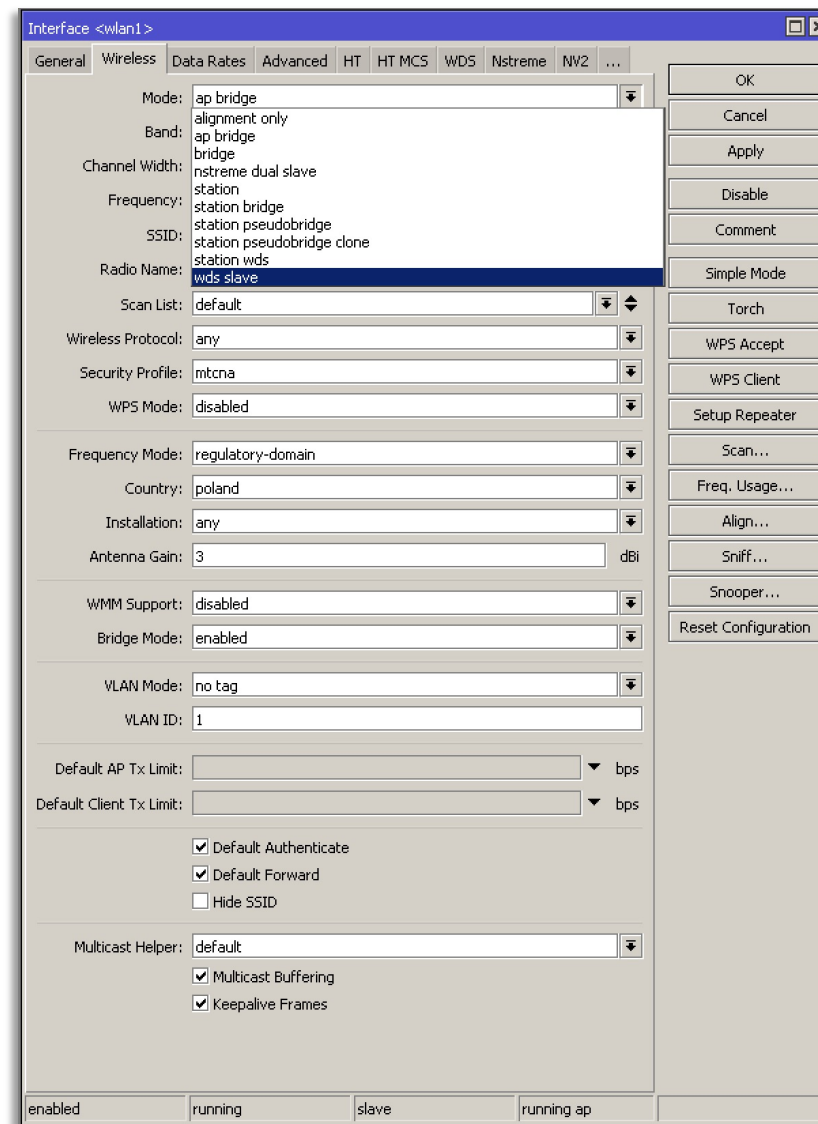 Interface <wlan1>
General Wireless Data Rates Advanced HT HT MCS WDS Nstreme NV2 ...
Mode: ap bridge
alignment only
ap bridge
bridge
nstreme dual slave
station
station bridge
station pseudobridge
station pseudobridge clone
station wds
wds slave
Band:
Channel Width:
Frequency:
SSID:
Radio Name:
Scan List: default
Wireless Protocol: any
Security Profile: mtcna
WPS Mode: disabled
Frequency Mode: regulatory-domain
Country: poland
Installation: any
Antenna Gain: 3 dBi
WMM Support: disabled
Bridge Mode: enabled
VLAN Mode: no tag
VLAN ID: 1
Default AP Tx Limit: bps
Default Client Tx Limit: bps
Default Authenticate
Default Forward
Hide SSID
Multicast Helper: default
Multicast Buffering
Keepalive Frames
OK
Cancel
Apply
Disable
Comment
Simple Mode
Torch
WPS Accept
WPS Client
Setup Repeater
Scan...
Freq. Usage...
Align...
Sniff...
Snooper...
Reset Configuration
enabled running slave running ap